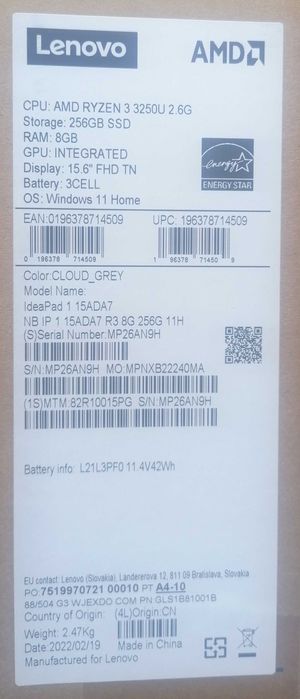 Lenovo
AMD
CPU: AMD RYZEN 3 3250U 2.6G
Storage: 256GB SSD
RAM: 8GB
GPU: INTEGRATED
Display: 15.6" FHD TN
Battery: 3CELL
OS: Windows 11 Home
energy
ENERGY STAR
EAN:0196378714509
UPC: 196378714509
0 196378 714509
1 96378 71450 9
Color:CLOUD_GREY
Model Name:
IdeaPad 1 15ADA7
NB IP 1 15ADA7 R3 8G 256G 11H
(S)Serial Number:MP26AN9H
S/N:MP26AN9H MO:MPNXB22240MA
(1S)MTM:82R10015PG S/N:MP26AN9H
Battery info: L21L3PF0 11.4V42Wh
EU contact: Lenovo (Slovakia), Landererova 12, 811 09 Bratislava, Slovakia
PO 7519970721 00010 PT A4-10
88/504 G3 WJEXDO COM PN:GLS1B81001B
Country of Origin: (4L)Origin:CN
Weight: 2.47Kg
Date: 2022/02/19 Made in China
Manufactured for Lenovo